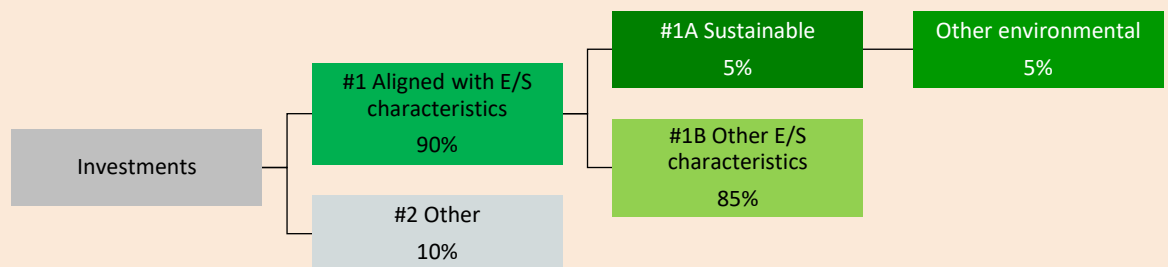 Investments
#1 Aligned with E/S
characteristics
90%
#2 Other
10%
#1A Sustainable
5%
#1B Other E/S
characteristics
85%
Other environmental
5%